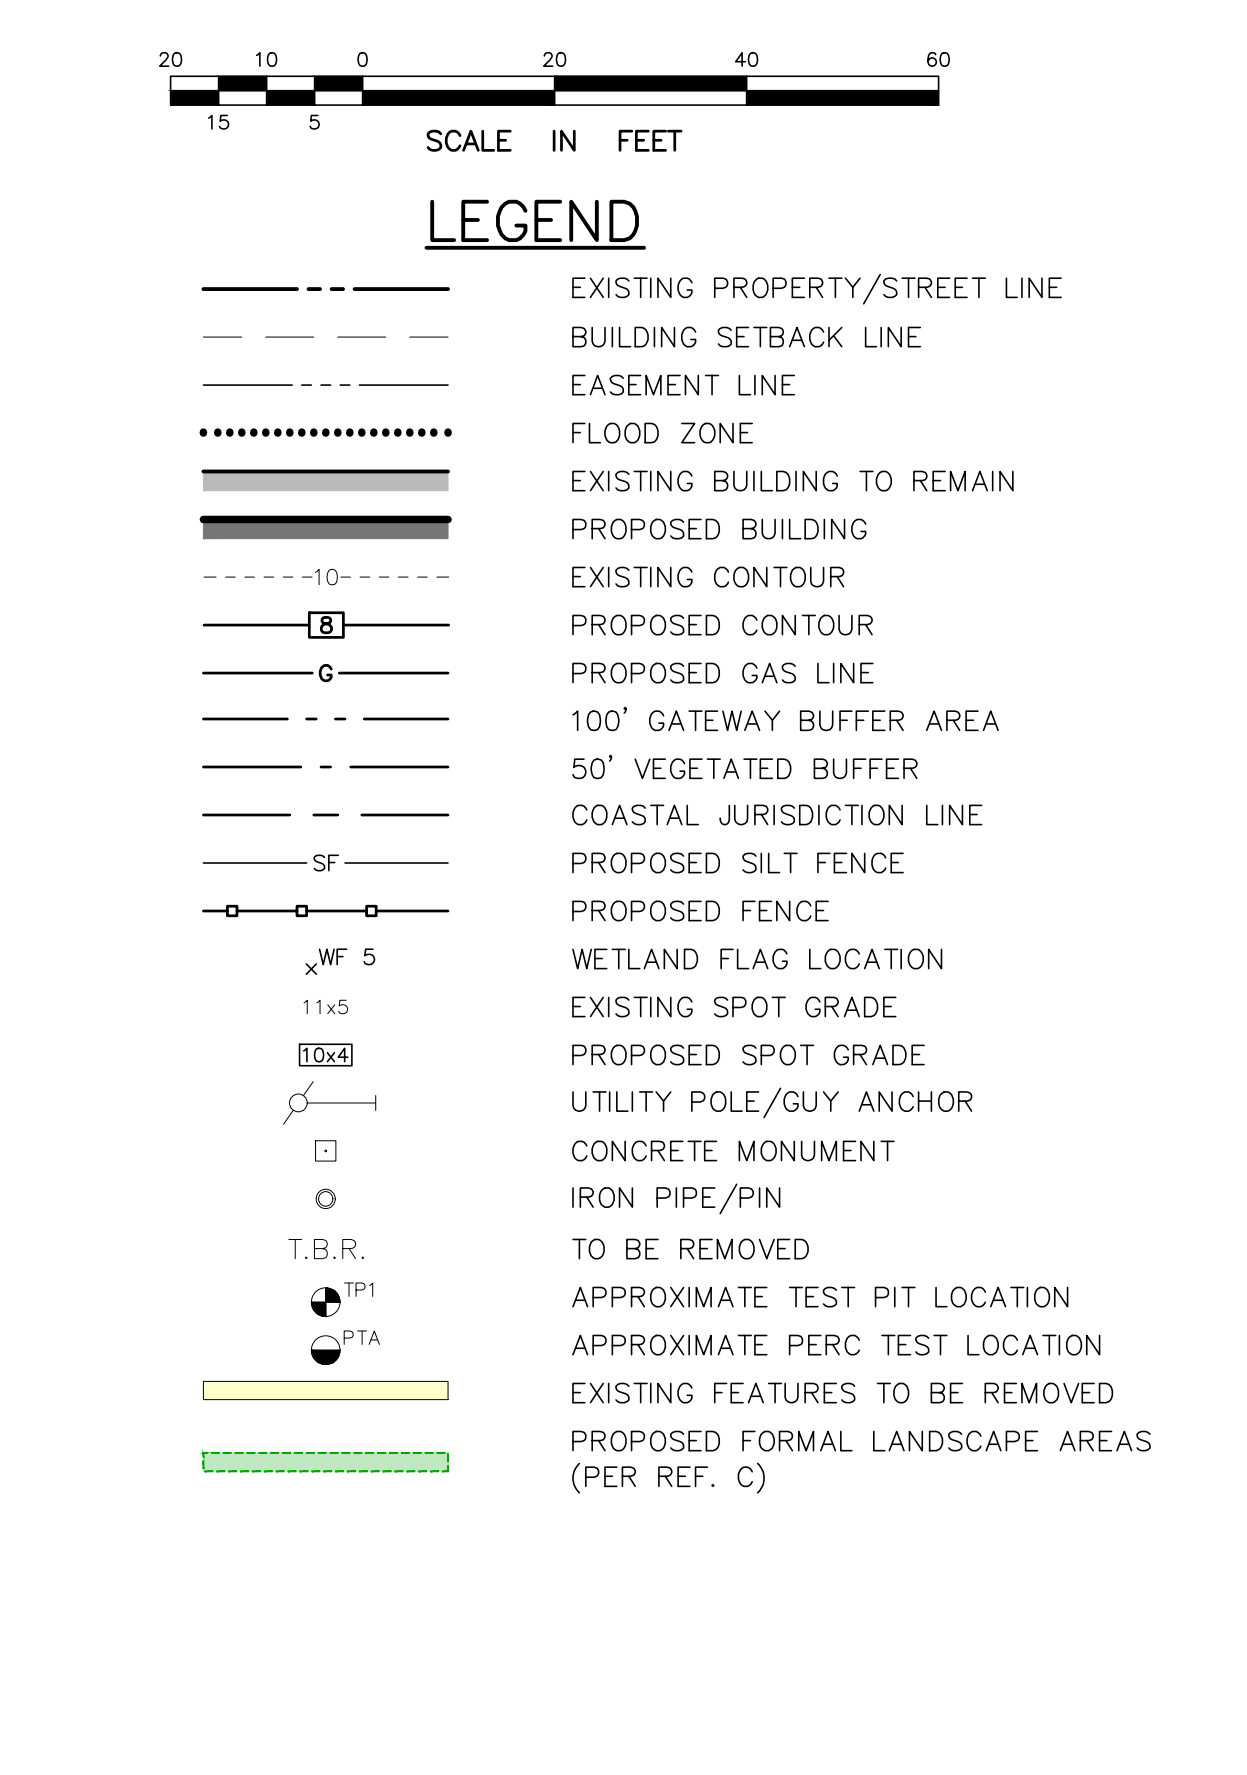 20 10 0 20 40 60
15 5
SCALE IN FEET
LEGEND
EXISTING PROPERTY/STREET LINE
BUILDING SETBACK LINE
EASEMENT LINE
FLOOD ZONE
EXISTING BUILDING TO REMAIN
PROPOSED BUILDING
10 EXISTING CONTOUR
8 PROPOSED CONTOUR
G PROPOSED GAS LINE
100' GATEWAY BUFFER AREA
50' VEGETATED BUFFER
COASTAL JURISDICTION LINE
SF PROPOSED SILT FENCE
PROPOSED FENCE
x WF 5 WETLAND FLAG LOCATION
11x5 EXISTING SPOT GRADE
10x4 PROPOSED SPOT GRADE
UTILITY POLE/GUY ANCHOR
CONCRETE MONUMENT
IRON PIPE/PIN
T.B.R. TO BE REMOVED
TP1 APPROXIMATE TEST PIT LOCATION
PTA APPROXIMATE PERC TEST LOCATION
EXISTING FEATURES TO BE REMOVED
PROPOSED FORMAL LANDSCAPE AREAS
(PER REF. C)